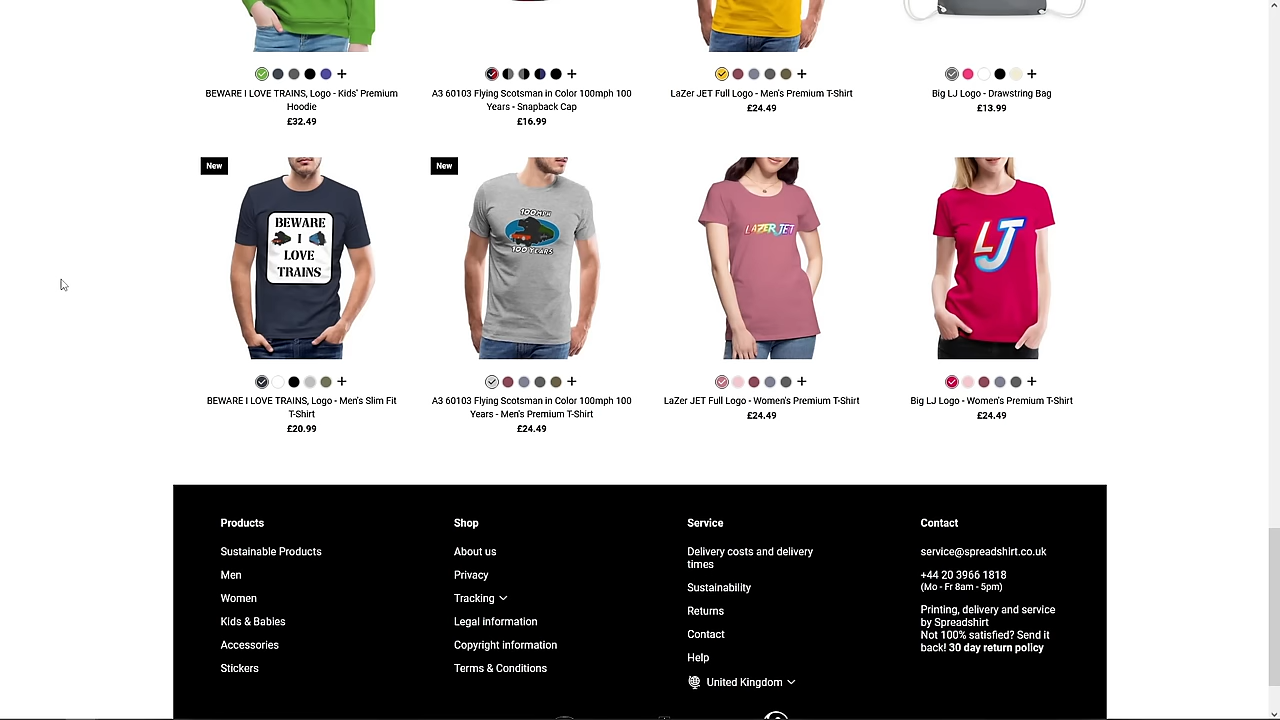 BEWARE I LOVE TRAINS, Logo - Kids' Premium
Hoodie
£32.49
A3 60103 Flying Scotsman in Color 100mph 100
Years - Snapback Cap
£16.99
LaZer JET Full Logo - Men's Premium T-Shirt
£24.49
Big LJ Logo - Drawstring Bag
£13.99
New
BEWARE
I
LOVE
TRAINS
New
100MPH
100 YEARS
LAZER JET
LJ
BEWARE I LOVE TRAINS, Logo - Men's Slim Fit
T-Shirt
£20.99
A3 60103 Flying Scotsman in Color 100mph 100
Years - Men's Premium T-Shirt
£24.49
LaZer JET Full Logo - Women's Premium T-Shirt
£24.49
Big LJ Logo - Women's Premium T-Shirt
£24.49
Products
Sustainable Products
Men
Women
Kids & Babies
Accessories
Stickers
Shop
About us
Privacy
Tracking
Legal information
Copyright information
Terms & Conditions
Service
Delivery costs and delivery
times
Sustainability
Returns
Contact
Help
United Kingdom
Contact
service@spreadshirt.co.uk
+44 20 3966 1818
(Mo - Fr 8am - 5pm)
Printing, delivery and service
by Spreadshirt
Not 100% satisfied? Send it
back! 30 day return policy